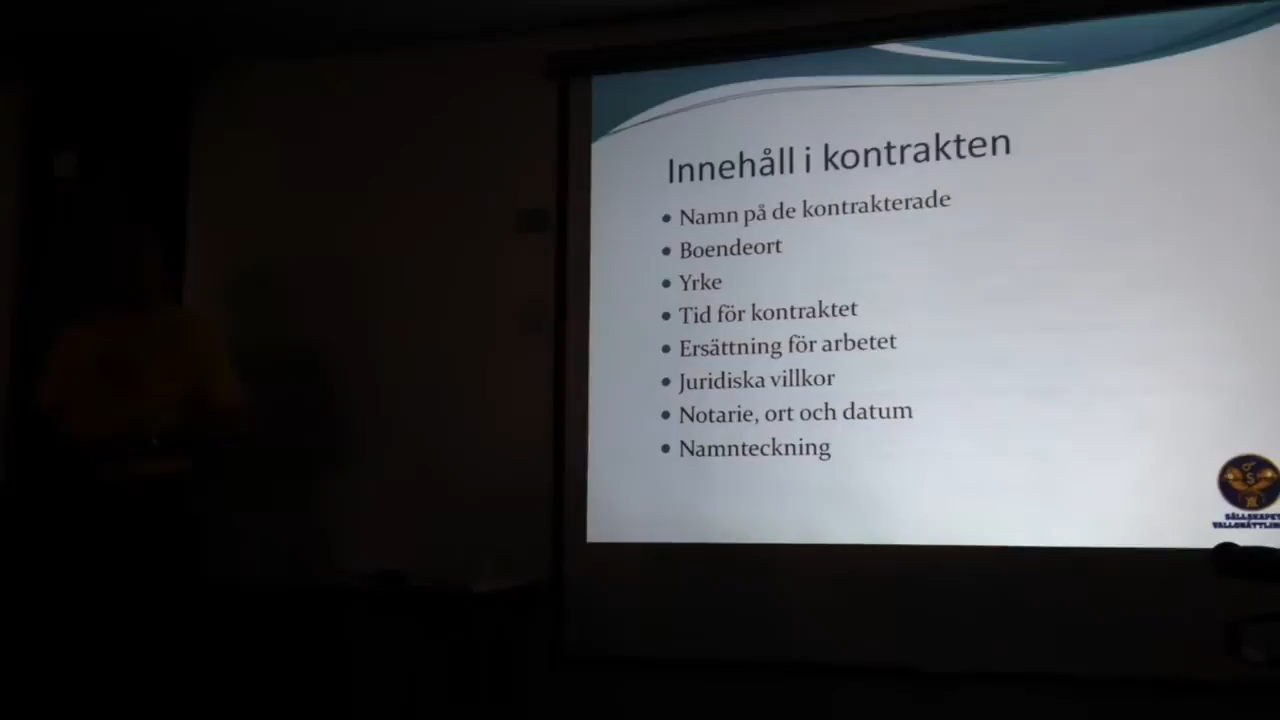 Innehåll i kontrakten
• Namn på de kontrakterade
• Boendeort
• Yrke
• Tid för kontraktet
• Ersättning för arbetet
• Juridiska villkor
• Notarie, ort och datum
• Namnteckning
S
SÄLLSKAPET